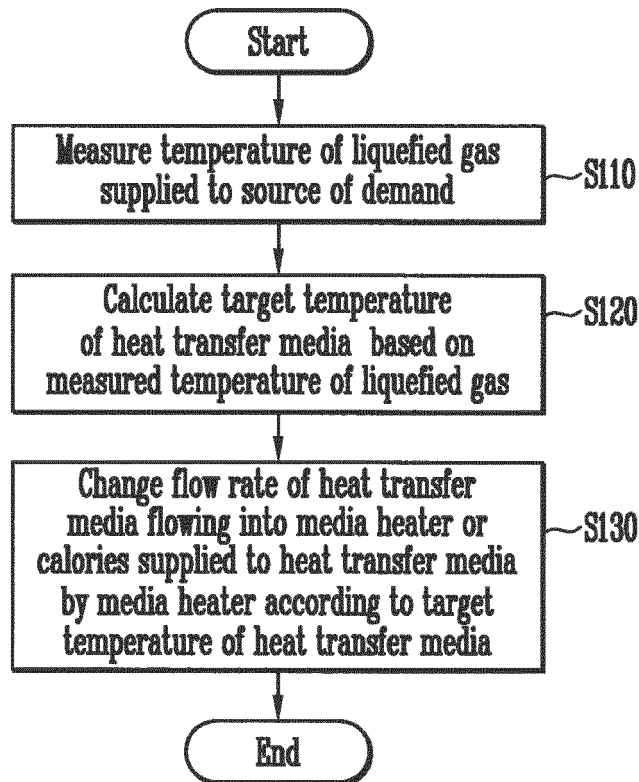 Start
Measure temperature of liquefied gas
supplied to source of demand
S110
Calculate target temperature
of heat transfer media based on
measured temperature of liquefied gas
S120
Change flow rate of heat transfer
media flowing into media heater or
calories supplied to heat transfer media
by media heater according to target
temperature of heat transfer media
S130
End